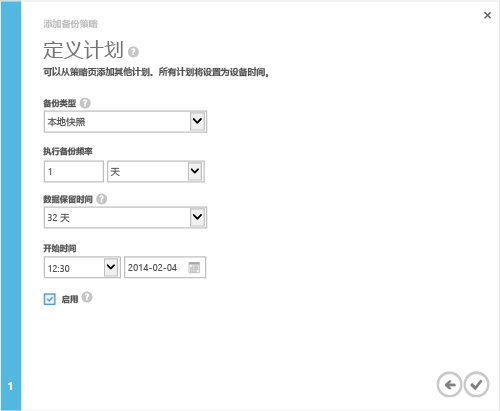 添加备份策略
定义计划
可以从策略页添加其他计划。所有计划将设置为设备时间。
备份类型
本地快照
执行备份频率
1 天
数据保留时间
32 天
开始时间
12:30 2014-02-04
启用
1